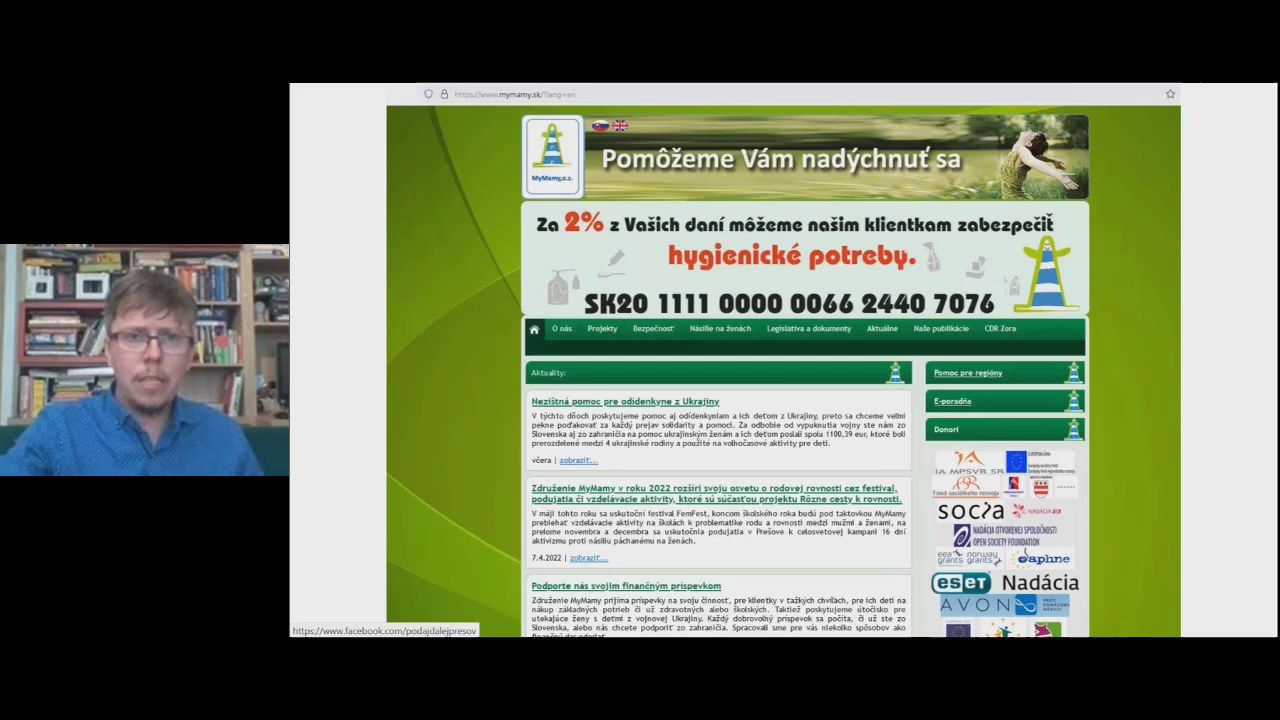 https://www.mymamy.sk/?lang=en
MyMamy,o.z.
Pomôžeme Vám nadýchnuť sa
Za 2% z Vašich daní môžeme našim klientkam zabezpečiť
hygienické potreby.
SK20 1111 0000 0066 2440 7076
O nás Projekty Bezpečnosť Násilie na ženách Legislatíva a dokumenty Aktuálne Naše publikácie CDR Zora
Aktuality:
Nezištná pomoc pre odídenkyne z Ukrajiny
V týchto dňoch poskytujeme pomoc aj odídenkyniam a ich deťom z Ukrajiny, preto sa chceme veľmi
pekne poďakovať za každý prejav solidarity a pomoci. Za odbobie od vypuknutia vojny ste nám zo
Slovenska aj zo zahraničia na pomoc ukrajinským ženám a ich deťom poslali spolu 1100,39 eur, ktoré boli
prerozdelené medzi 4 ukrajinské rodiny a použité na voľnočasové aktivity pre deti.
včera | zobraziť...
Združenie MyMamy v roku 2022 rozšíri svoju osvetu o rodovej rovnosti cez festival,
podujatia či vzdelávacie aktivity, ktoré sú súčasťou projektu Rôzne cesty k rovnosti.
V máji tohto roku sa uskutoční festival FemFest, koncom školského roka budú pod taktovkou MyMamy
prebiehať vzdelávacie aktivity na školách k problematike rodu a rovnosti medzi mužmi a ženami, na
prelome novembra a decembra sa uskutočnia podujatia v Prešove k celosvetovej kampani 16 dní
aktivizmu proti násiliu páchanému na ženách.
7.4.2022 | zobraziť...
Podporte nás svojim finančným príspevkom
Združenie MyMamy prijíma príspevky na svoju činnosť, pre klientky v ťažkých chvíľach, pre ich deti na
nákup základných potrieb či už zdravotných alebo školských. Taktiež poskytujeme útočisko pre
utekajúce ženy s deťmi z vojnovej Ukrajiny. Každý dobrovoľný príspevok sa počíta, či už ste zo
Slovenska, alebo nás chcete podporiť zo zahraničia. Spracovali sme pre vás niekoľko spôsobov ako
finančný dar odoslať.
Pomoc pre regióny
E-poradňa
Donori
IA MPSVR SR
Fond sociálneho rozvoja
socia
NADÁCIA OTVORENEJ SPOLOČNOSTI
OPEN SOCIETY FOUNDATION
eea grants norway grants
daphne
eset Nadácia
AVON
https://www.facebook.com/podajdalejpresov